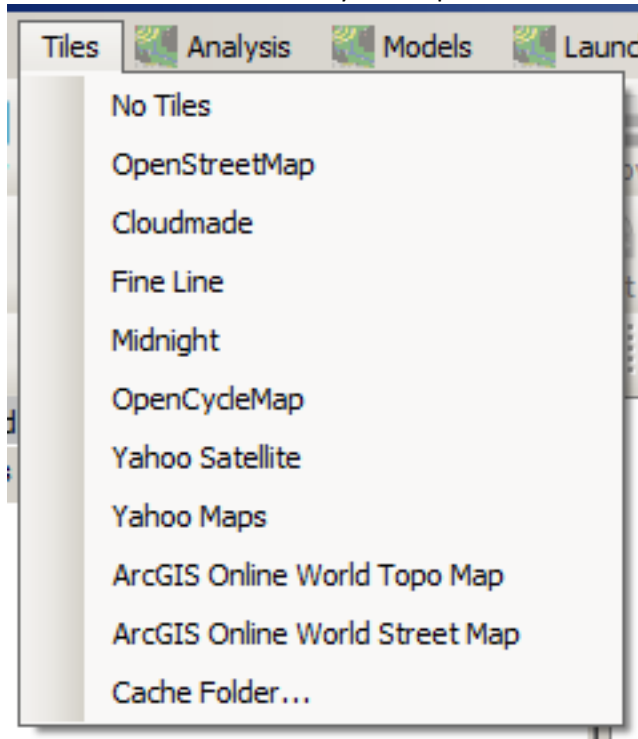 Tiles Analysis Models Launc
No Tiles
OpenStreetMap
Cloudmade
Fine Line
Midnight
OpenCycleMap
Yahoo Satellite
Yahoo Maps
ArcGIS Online World Topo Map
ArcGIS Online World Street Map
Cache Folder...